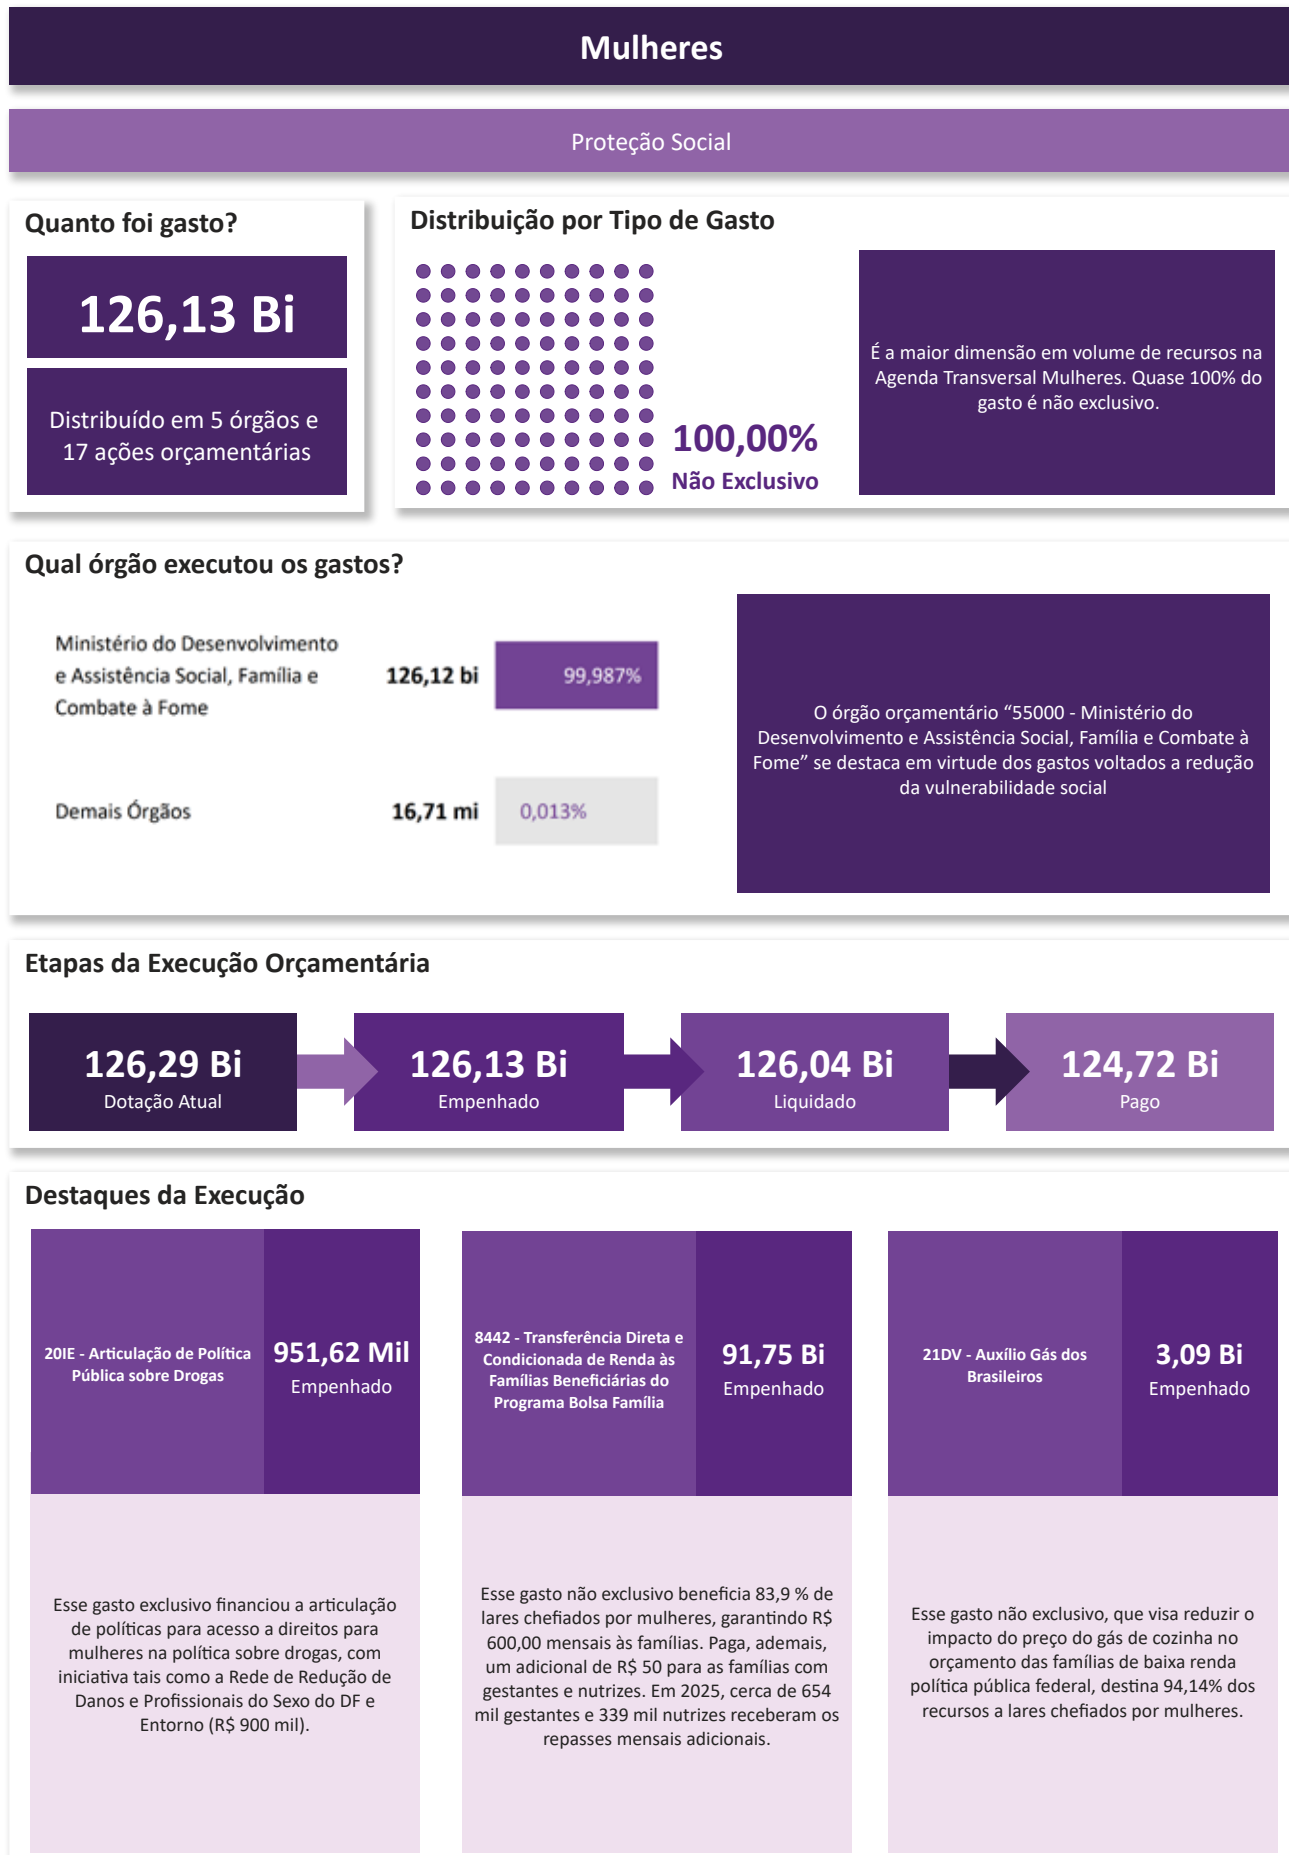 Mulheres
Proteção Social
Quanto foi gasto?
126,13 Bi
Distribuído em 5 órgãos e
17 ações orçamentárias
Distribuição por Tipo de Gasto
100,00%
Não Exclusivo
É a maior dimensão em volume de recursos na
Agenda Transversal Mulheres. Quase 100% do
gasto é não exclusivo.
Qual órgão executou os gastos?
Ministério do Desenvolvimento
e Assistência Social, Família e
Combate à Fome
126,12 bi
99,987%
Demais Órgãos
16,71 mi
0,013%
O órgão orçamentário “55000 - Ministério do
Desenvolvimento e Assistência Social, Família e Combate à
Fome” se destaca em virtude dos gastos voltados a redução
da vulnerabilidade social
Etapas da Execução Orçamentária
126,29 Bi
Dotação Atual
126,13 Bi
Empenhado
126,04 Bi
Liquidado
124,72 Bi
Pago
Destaques da Execução
20IE - Articulação de Política
Pública sobre Drogas
951,62 Mil
Empenhado
Esse gasto exclusivo financiou a articulação
de políticas para acesso a direitos para
mulheres na política sobre drogas, com
iniciativa tais como a Rede de Redução de
Danos e Profissionais do Sexo do DF e
Entorno (R$ 900 mil).
8442 - Transferência Direta e
Condicionada de Renda às
Famílias Beneficiárias do
Programa Bolsa Família
91,75 Bi
Empenhado
Esse gasto não exclusivo beneficia 83,9 % de
lares chefiados por mulheres, garantindo R$
600,00 mensais às famílias. Paga, ademais,
um adicional de R$ 50 para as famílias com
gestantes e nutrizes. Em 2025, cerca de 654
mil gestantes e 339 mil nutrizes receberam os
repasses mensais adicionais.
21DV - Auxílio Gás dos
Brasileiros
3,09 Bi
Empenhado
Esse gasto não exclusivo, que visa reduzir o
impacto do preço do gás de cozinha no
orçamento das famílias de baixa renda
política pública federal, destina 94,14% dos
recursos a lares chefiados por mulheres.